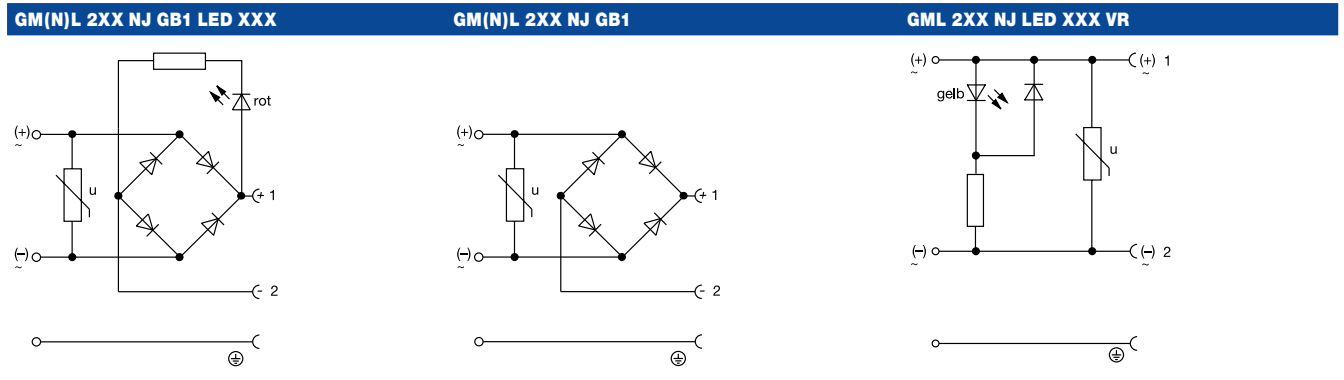 GM(N)L 2XX NJ GB1 LED XXX
rot
(+)
~
u
+ 1
(-)
~
- 2
GM(N)L 2XX NJ GB1
(+)
~
u
+ 1
(-)
~
- 2
GML 2XX NJ LED XXX VR
(+)
~
(+) 1
~
gelb
u
(-)
~
(-) 2
~